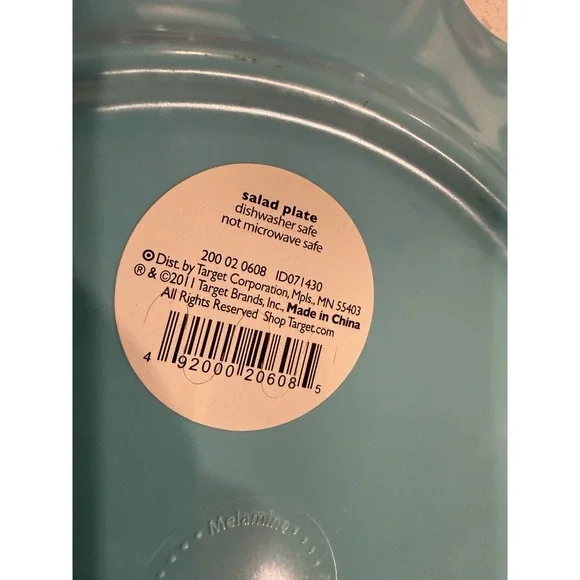 salad plate
dishwasher safe
not microwave safe
200 02 0608 ID071430
Dist. by Target Corporation, Mpls, MN 55403
® & ©2011 Target Brands, Inc., Made in China
All Rights Reserved Shop Target.com
4 92000 20608 5
Melamine